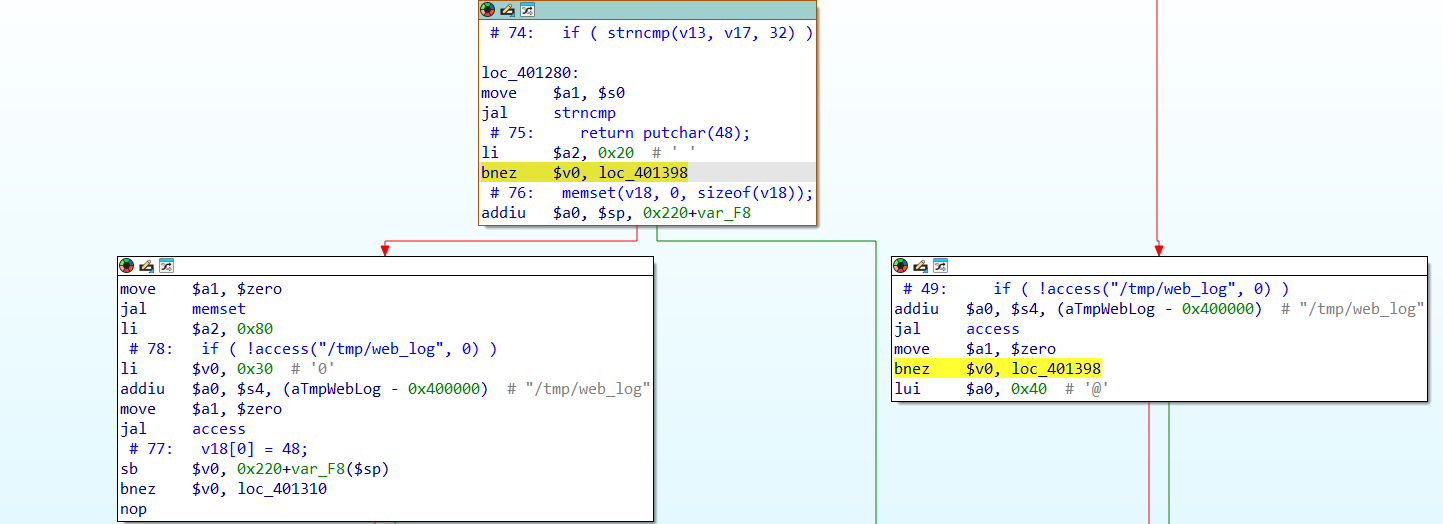 # 74:   if ( strncmp(v13, v17, 32) )
loc_401280:
move    $a1, $s0
jal     strncmp
# 75:     return putchar(48);
li      $a2, 0x20  # ' '
bnez    $v0, loc_401398
# 76:   memset(v18, 0, sizeof(v18));
addiu   $a0, $sp, 0x220+var_F8
move    $a1, $zero
jal     memset
li      $a2, 0x80
# 78:   if ( !access("/tmp/web_log", 0) )
li      $v0, 0x30  # '0'
addiu   $a0, $s4, (aTmpWebLog - 0x400000)  # "/tmp/web_log"
move    $a1, $zero
jal     access
# 77:   v18[0] = 48;
sb      $v0, 0x220+var_F8($sp)
bnez    $v0, loc_401310
nop
# 49:     if ( !access("/tmp/web_log", 0) )
addiu   $a0, $s4, (aTmpWebLog - 0x400000)  # "/tmp/web_log"
jal     access
move    $a1, $zero
bnez    $v0, loc_401398
lui     $a0, 0x40  # '@'